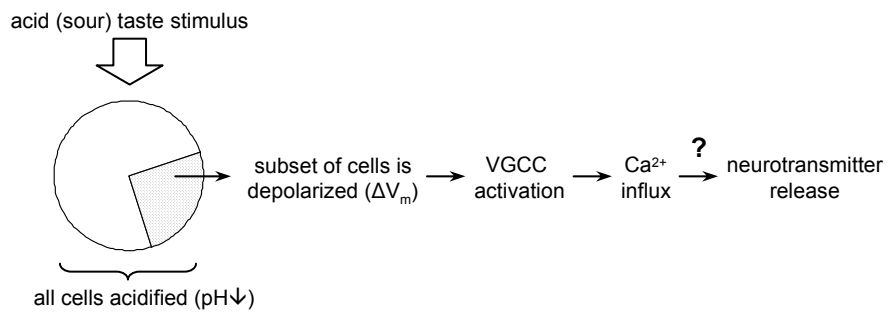 acid (sour) taste stimulus
subset of cells is
depolarized (ΔVm)
VGCC
activation
Ca2+
influx
?
neurotransmitter
release
all cells acidified (pH↓)